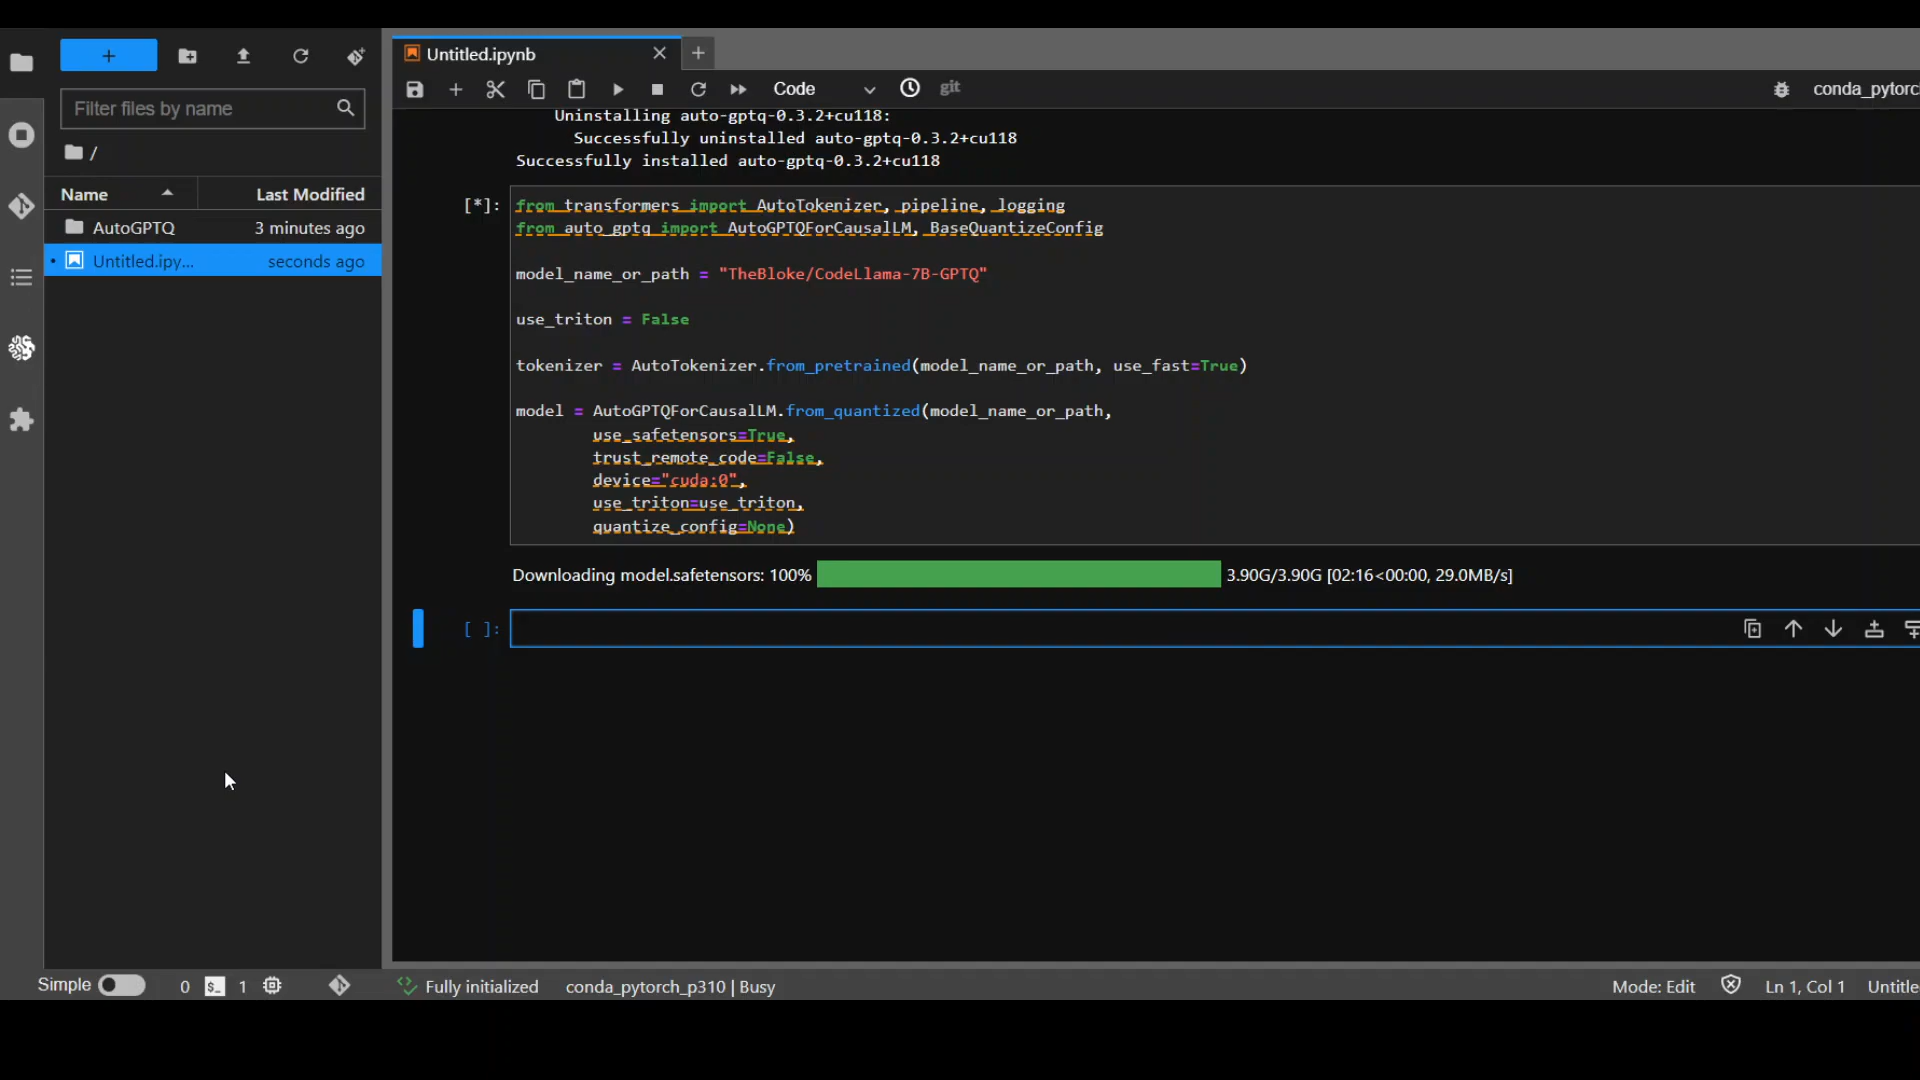 Untitled.ipynb
Code
git
conda_pytorc
Filter files by name
/
Name
Last Modified
AutoGPTQ
3 minutes ago
Untitled.ipy...
seconds ago
Uninstalling auto-gptq-0.3.2+cu118:
Successfully uninstalled auto-gptq-0.3.2+cu118
Successfully installed auto-gptq-0.3.2+cu118
[*]:
from transformers import AutoTokenizer, pipeline, logging
from auto_gptq import AutoGPTQForCausalLM, BaseQuantizeConfig
model_name_or_path = "TheBloke/CodeLlama-7B-GPTQ"
use_triton = False
tokenizer = AutoTokenizer.from_pretrained(model_name_or_path, use_fast=True)
model = AutoGPTQForCausalLM.from_quantized(model_name_or_path,
use_safetensors=True,
trust_remote_code=False,
device="cuda:0",
use_triton=use_triton,
quantize_config=None)
Downloading model.safetensors: 100% 3.90G/3.90G [02:16<00:00, 29.0MB/s]
[ ]:
Simple
0
$_
1
Fully initialized
conda_pytorch_p310 | Busy
Mode: Edit
Ln 1, Col 1
Untitle